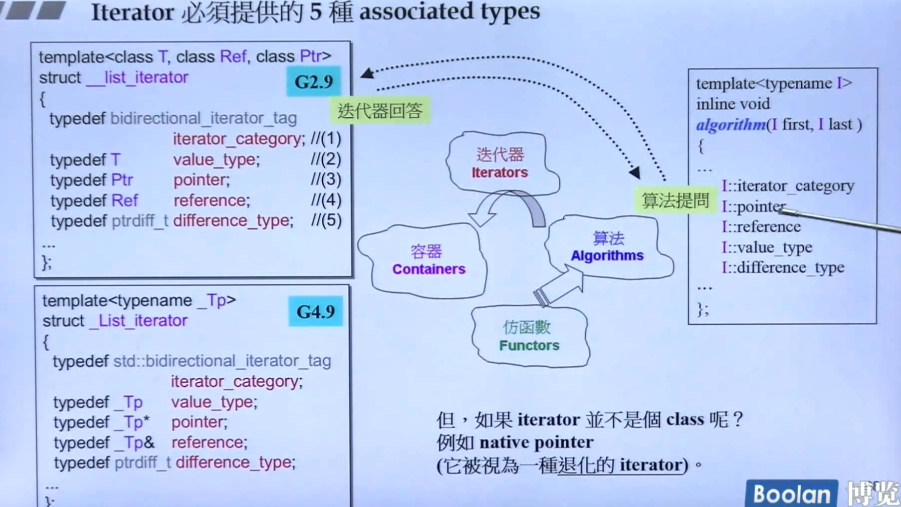 Iterator 必須提供的 5 種 associated types
template<class T, class Ref, class Ptr>
struct __list_iterator
G2.9
{
typedef bidirectional_iterator_tag
iterator_category; //(1)
typedef T value_type; //(2)
typedef Ptr pointer; //(3)
typedef Ref reference; //(4)
typedef ptrdiff_t difference_type; //(5)
...
};
template<typename _Tp>
struct _List_iterator
G4.9
{
typedef std::bidirectional_iterator_tag
iterator_category;
typedef _Tp value_type;
typedef _Tp* pointer;
typedef _Tp& reference;
typedef ptrdiff_t difference_type;
...
};
迭代器回答
迭代器
Iterators
容器
Containers
算法
Algorithms
仿函數
Functors
算法提問
template<typename I>
inline void
algorithm(I first, I last )
{
...
I::iterator_category
I::pointer
I::reference
I::value_type
I::difference_type
...
};
但，如果 iterator 並不是個 class 呢？
例如 native pointer
(它被視為一種退化的 iterator)。
Boolan 博览